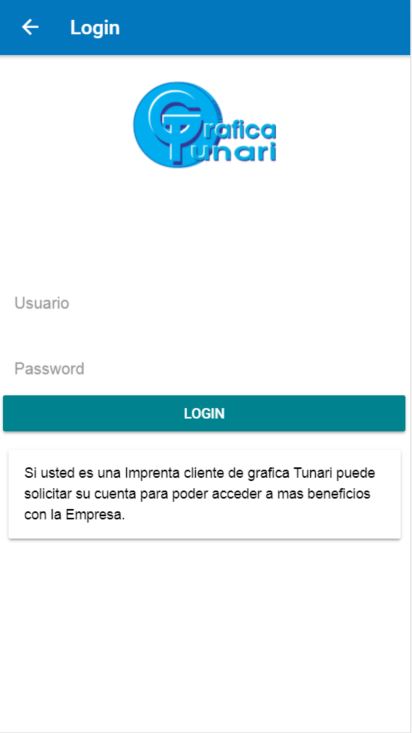 Login
Grafica
Tunari
Usuario
Password
LOGIN
Si usted es una Imprenta cliente de grafica Tunari puede
solicitar su cuenta para poder acceder a mas beneficios
con la Empresa.